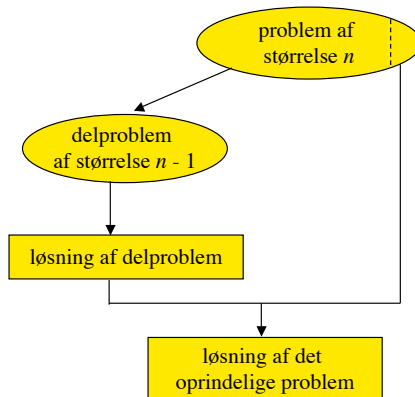 problem af
størrelse n
delproblem
af størrelse n - 1
løsning af delproblem
løsning af det
oprindelige problem